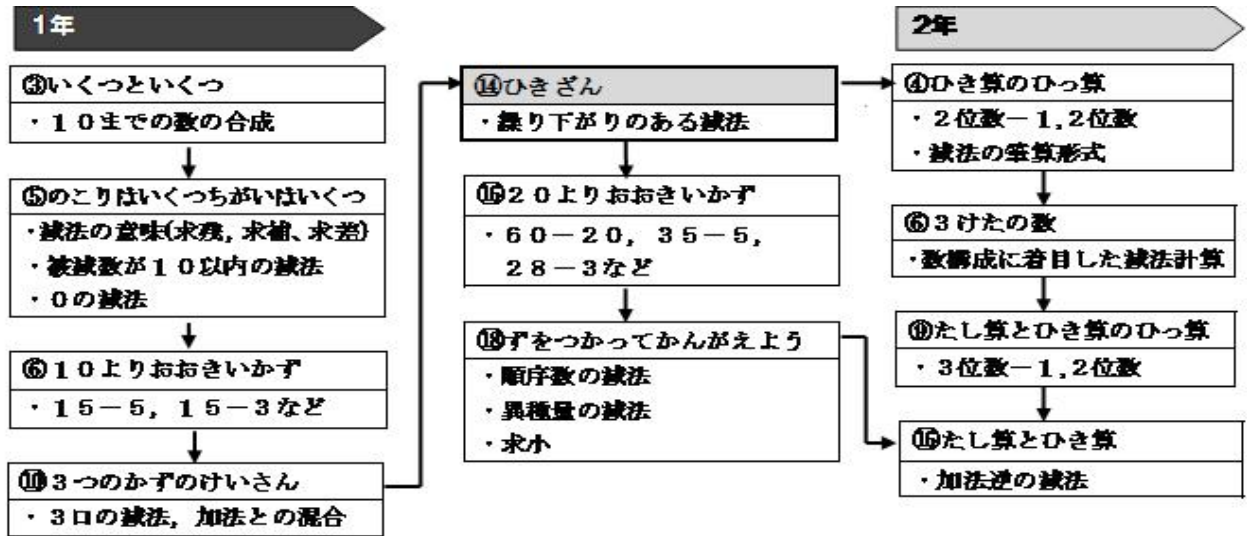 1年
③いくつといくつ
・10までの数の合成
⑤のこりはいくつちがいはいくつ
・減法の意味(求残,求補、求差)
・被減数が10以内の減法
・0の減法
⑥10よりおおきいかず
・15-5, 15-3など
⑩3つのかずのけいさん
・3口の減法, 加法との混合
⑭ひきざん
・繰り下がりのある減法
⑯20よりおおきいかず
・60-20, 35-5,
28-3など
⑱ずをつかってかんがえよう
・順序数の減法
・異種量の減法
・求小
2年
④ひき算のひっ算
・2位数-1,2位数
・減法の筆算形式
⑥3けたの数
・数構成に着目した減法計算
⑨たし算とひき算のひっ算
・3位数-1,2位数
⑯たし算とひき算
・加法逆の減法